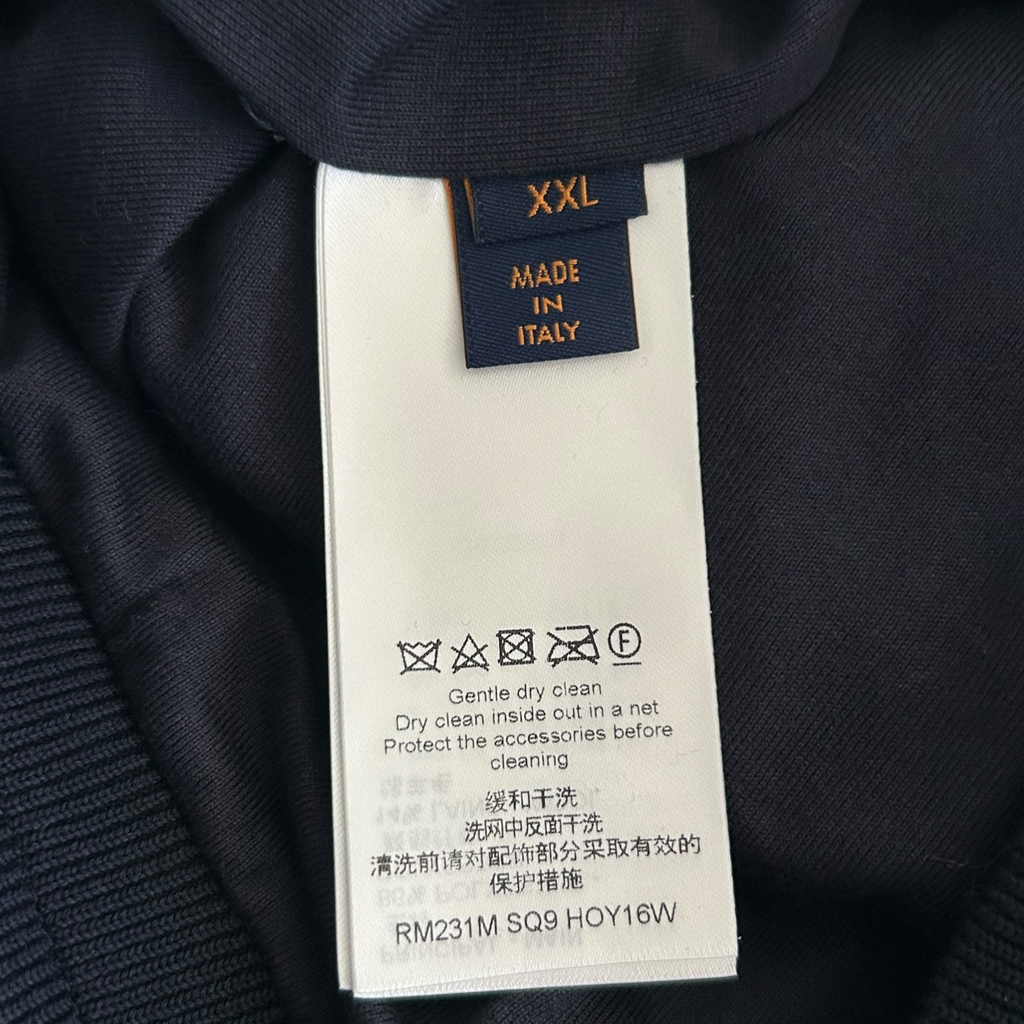 XXL
MADE
IN
ITALY
F
Gentle dry clean
Dry clean inside out in a net
Protect the accessories before
cleaning
缓和干洗
洗网中反面干洗
清洗前请对配饰部分采取有效的
保护措施
RM231M SQ9 HOY16W